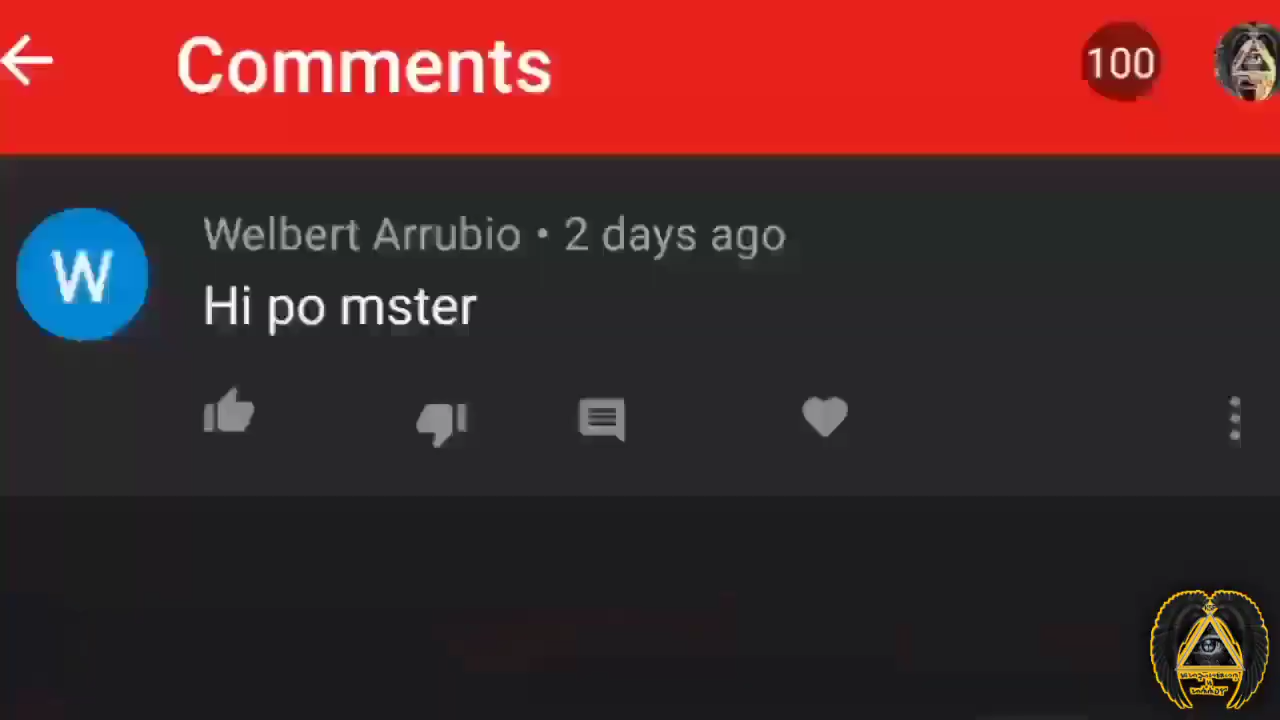 Comments
100
W
Welbert Arrubio • 2 days ago
Hi po mster